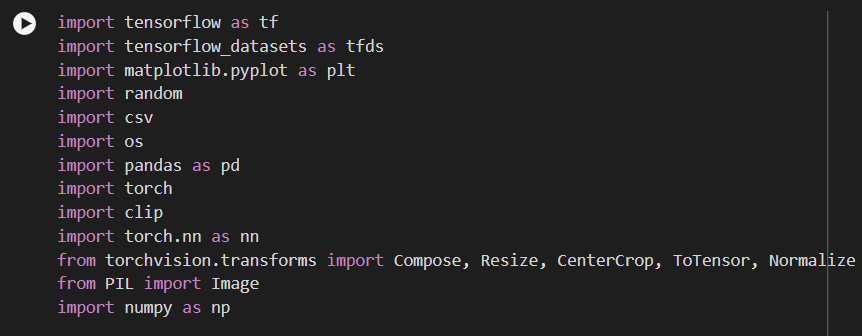 import tensorflow as tf
import tensorflow_datasets as tfds
import matplotlib.pyplot as plt
import random
import csv
import os
import pandas as pd
import torch
import clip
import torch.nn as nn
from torchvision.transforms import Compose, Resize, CenterCrop, ToTensor, Normalize
from PIL import Image
import numpy as np